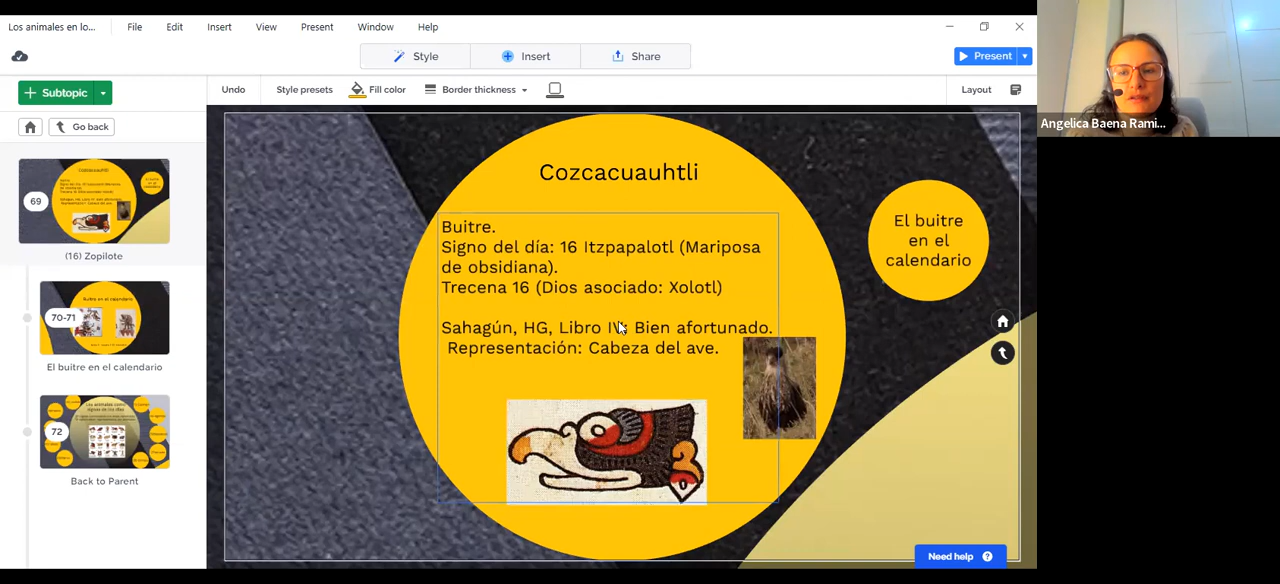 Los animales en lo...
File
Edit
Insert
View
Present
Window
Help
Style
Insert
Share
Present
Subtopic
Undo
Style presets
Fill color
Border thickness
Layout
Go back
69
(16) Zopilote
70-71
El buitre en el calendario
72
Back to Parent
Cozcacuauhtli
Buitre.
Signo del día: 16 Itzpapalotl (Mariposa
de obsidiana).
Trecena 16 (Dios asociado: Xolotl)
Sahagún, HG, Libro IV: Bien afortunado.
Representación: Cabeza del ave.
El buitre
en el
calendario
Need help ?
Angelica Baena Rami...